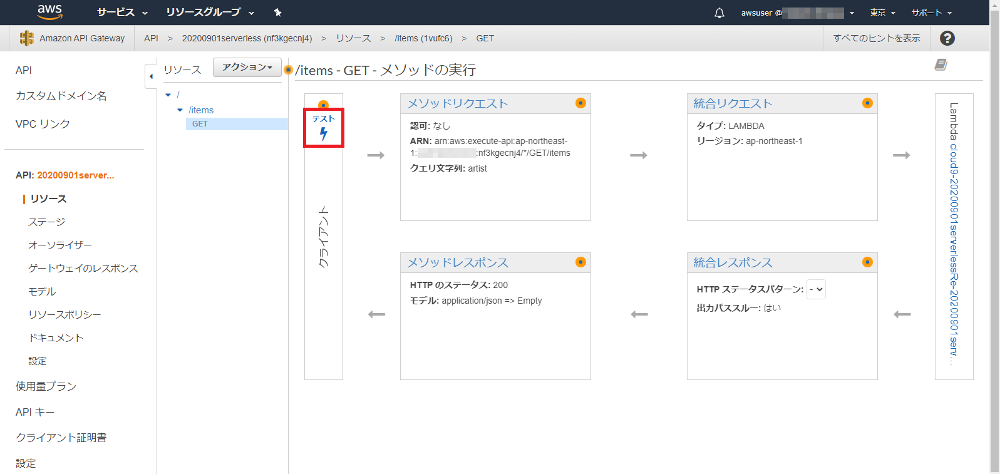 aws
サービス
リソースグループ
awsuser @
東京
サポート
Amazon API Gateway
API > 20200901serverless (nf3kgecnj4) > リソース > /items (1vufc6) > GET
すべてのヒントを表示
?
API
カスタムドメイン名
VPC リンク
API: 20200901server...
リソース
ステージ
オーソライザー
ゲートウェイのレスポンス
モデル
リソースポリシー
ドキュメント
設定
使用量プラン
API キー
クライアント証明書
設定
リソース
アクション
/
/items
GET
/items - GET - メソッドの実行
テスト
クライアント
メソッドリクエスト
認可: なし
ARN: arn:aws:execute-api:ap-northeast-
1: :nf3kgecnj4/*/GET/items
クエリ文字列: artist
統合リクエスト
タイプ: LAMBDA
リージョン: ap-northeast-1
Lambda cloud9-20200901serverlessRe-20200901serv...
メソッドレスポンス
HTTP のステータス: 200
モデル: application/json => Empty
統合レスポンス
HTTP ステータスパターン: -
出力パススルー: はい